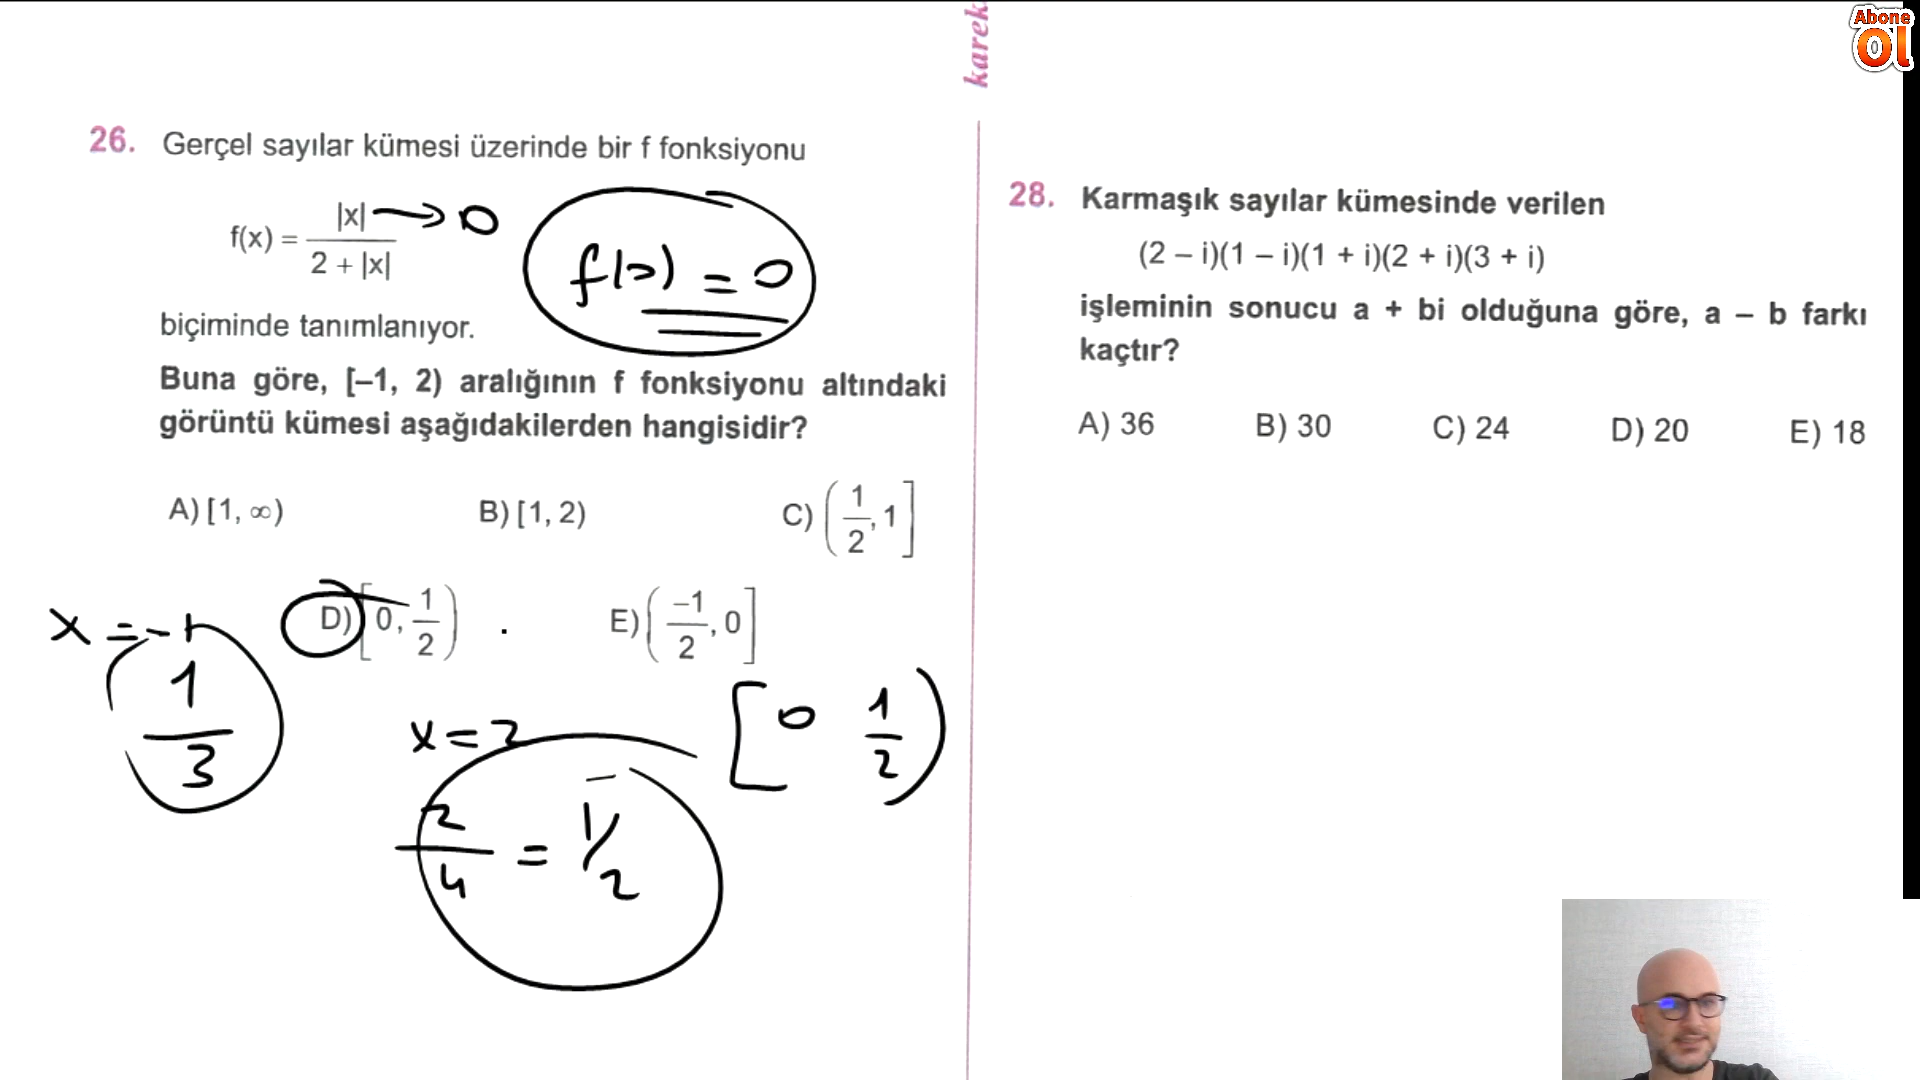 karek
Abone
Ol
26. Gerçel sayılar kümesi üzerinde bir f fonksiyonu
f(x) = |x| / 2 + |x| → 0
f(0) = 0
biçiminde tanımlanıyor.
Buna göre, [–1, 2) aralığının f fonksiyonu altındaki
görüntü kümesi aşağıdakilerden hangisidir?
A) [1, ∞) B) [1, 2) C) (1/2, 1]
D) [0, 1/2) . E) (–1/2, 0]
x = -1
1/3
x = 2
2/4 = 1/2
[0 1/2)
28. Karmaşık sayılar kümesinde verilen
(2 – i)(1 – i)(1 + i)(2 + i)(3 + i)
işleminin sonucu a + bi olduğuna göre, a – b farkı
kaçtır?
A) 36 B) 30 C) 24 D) 20 E) 18